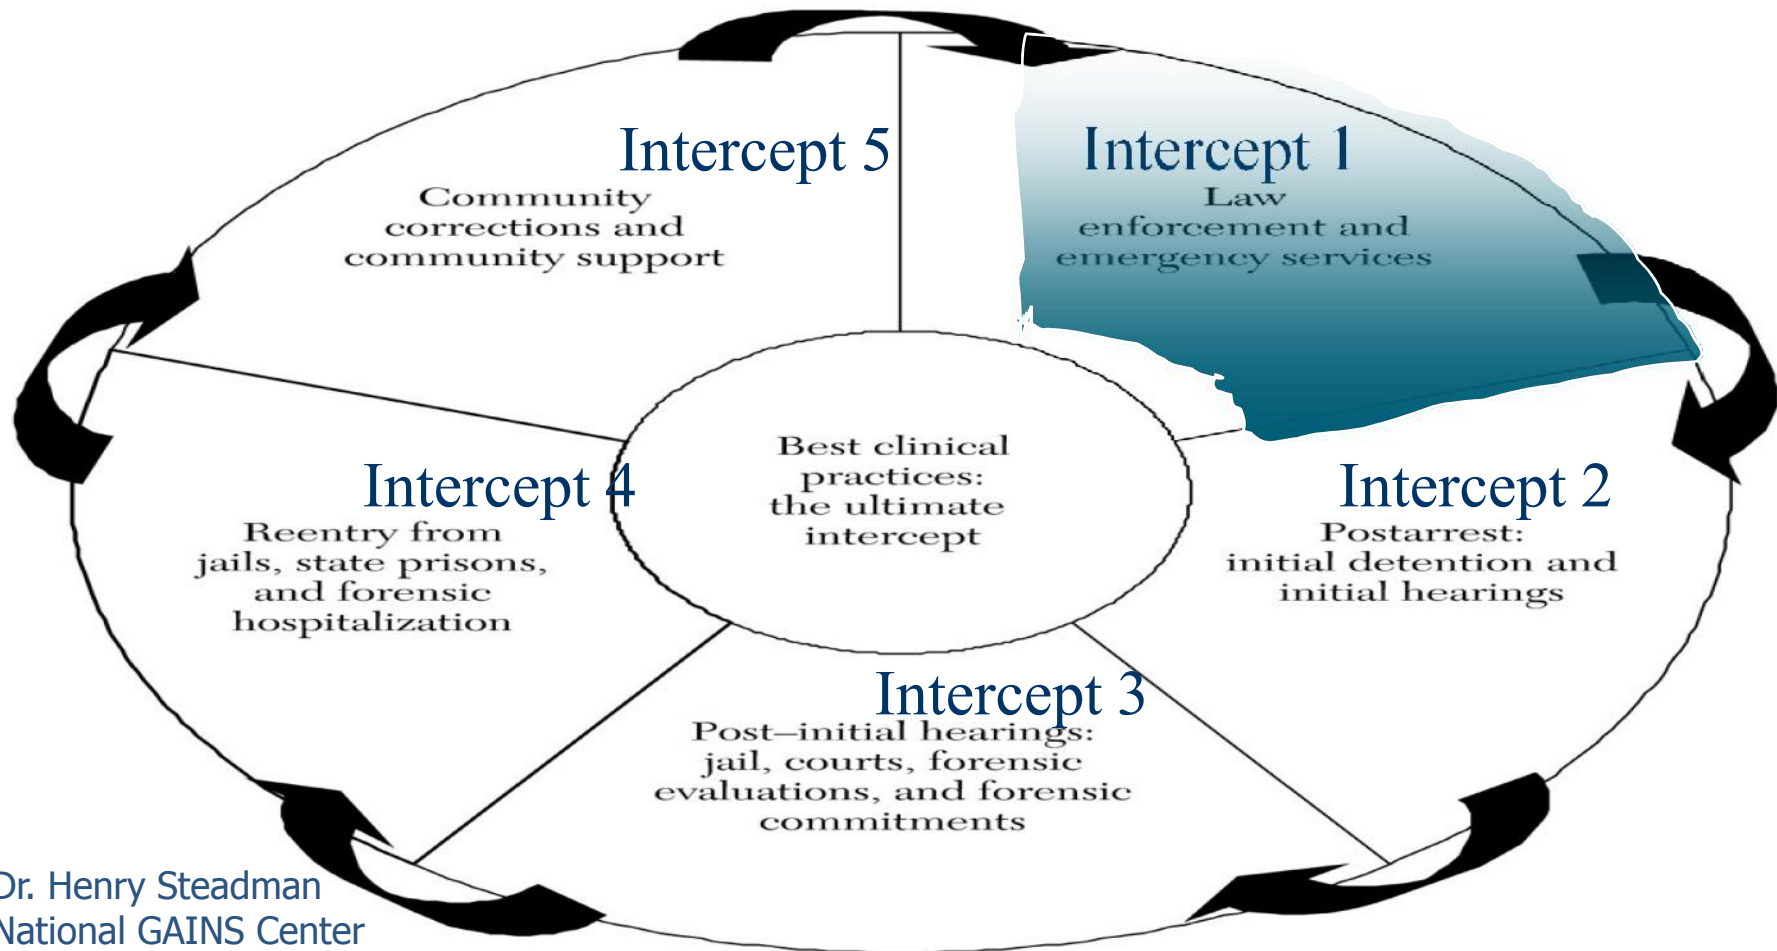 Intercept 5
Community
corrections and
community support
Intercept 1
Law
enforcement and
emergency services
Best clinical
practices:
the ultimate
intercept
Intercept 4
Reentry from
jails, state prisons,
and forensic
hospitalization
Intercept 2
Postarrest:
initial detention and
initial hearings
Intercept 3
Post–initial hearings:
jail, courts, forensic
evaluations, and forensic
commitments
Dr. Henry Steadman
National GAINS Center